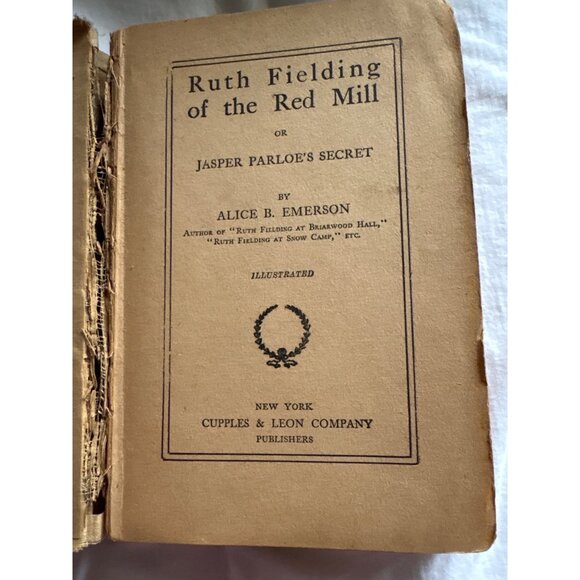 Ruth Fielding
of the Red Mill
OR
JASPER PARLOE'S SECRET
BY
ALICE B. EMERSON
AUTHOR OF "RUTH FIELDING AT BRIARWOOD HALL,"
"RUTH FIELDING AT SNOW CAMP," ETC.
ILLUSTRATED
NEW YORK
CUPPLES & LEON COMPANY
PUBLISHERS